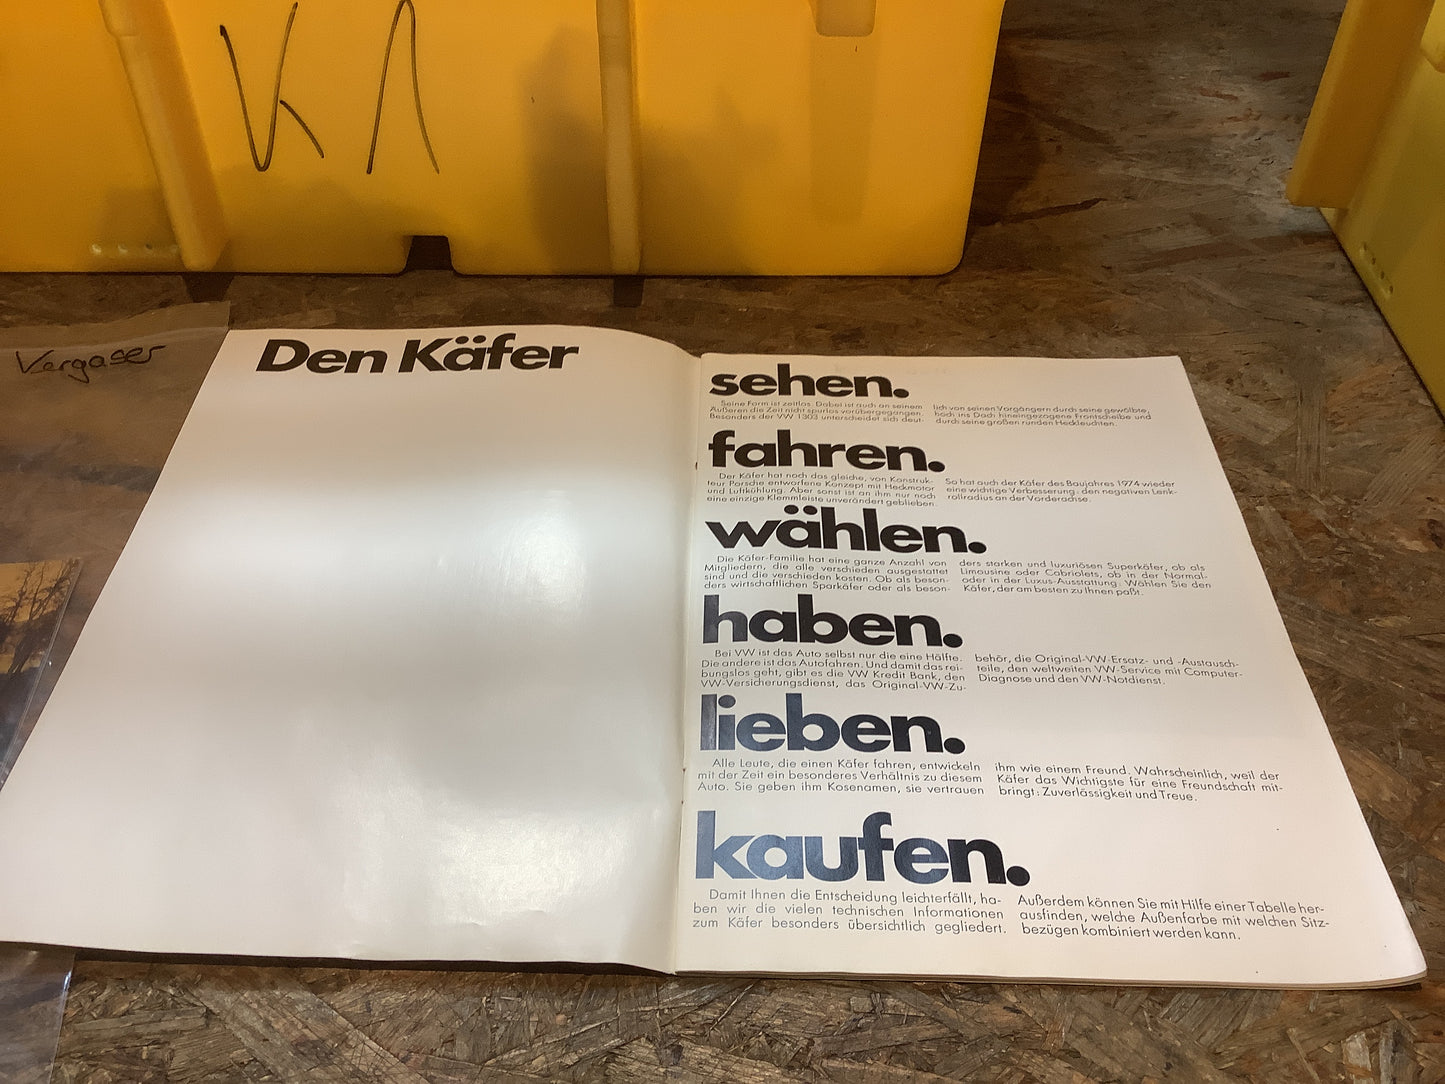 K1
Vergaser
Den Käfer
sehen.
Seine Form ist zeitlos. Dabei ist auch an seinem
Äußeren die Zeit nicht spurlos vorübergegangen.
Besonders der VW 1303 unterscheidet sich deut-
lich von seinen Vorgängern durch seine gewölbte,
hoch ins Dach hineingezogene Frontscheibe und
durch seine großen runden Heckleuchten.
fahren.
Der Käfer hat noch das gleiche, von Konstruk-
teur Porsche entworfene Konzept mit Heckmotor
und Luftkühlung. Aber sonst ist an ihm nur noch
eine einzige Klemmleiste unverändert geblieben.
So hat auch der Käfer des Baujahres 1974 wieder
eine wichtige Verbesserung: den negativen Lenk-
rollradius an der Vorderachse.
wählen.
Die Käfer-Familie hat eine ganze Anzahl von
Mitgliedern, die alle verschieden ausgestattet
sind und die verschieden kosten. Ob als beson-
ders wirtschaftlichen Sparkäfer oder als beson-
ders starken und luxuriösen Superkäfer, ob als
Limousine oder Cabriolets, ob in der Normal-
oder in der Luxus-Ausstattung. Wählen Sie den
Käfer, der am besten zu Ihnen paßt.
haben.
Bei VW ist das Auto selbst nur die eine Hälfte.
Die andere ist das Autofahren. Und damit das rei-
bungslos geht, gibt es die VW Kredit Bank, den
VW-Versicherungsdienst, das Original-VW-Zu-
behör, die Original-VW-Ersatz- und -Austausch-
teile, den weltweiten VW-Service mit Computer-
Diagnose und den VW-Notdienst.
lieben.
Alle Leute, die einen Käfer fahren, entwickeln
mit der Zeit ein besonderes Verhältnis zu diesem
Auto. Sie geben ihm Kosenamen, sie vertrauen
ihm wie einem Freund. Wahrscheinlich, weil der
Käfer das Wichtigste für eine Freundschaft mit-
bringt: Zuverlässigkeit und Treue.
kaufen.
Damit Ihnen die Entscheidung leichterfällt, ha-
ben wir die vielen technischen Informationen
zum Käfer besonders übersichtlich gegliedert.
Außerdem können Sie mit Hilfe einer Tabelle her-
ausfinden, welche Außenfarbe mit welchen Sitz-
bezügen kombiniert werden kann.